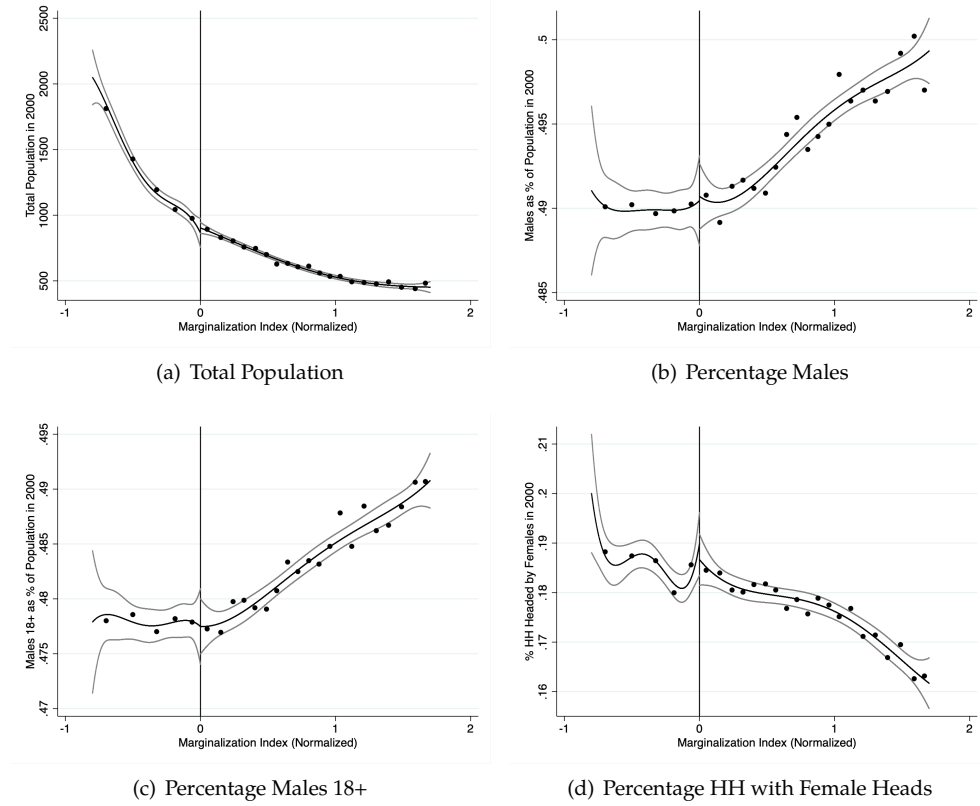 2500
2000
1500
1000
500
Total Population in 2000
-1 0 1 2
Marginalization Index (Normalized)
(a) Total Population
.5
.495
.49
.485
Males as % of Population in 2000
-1 0 1 2
Marginalization Index (Normalized)
(b) Percentage Males
.495
.49
.485
.48
.475
.47
Males 18+ as % of Population in 2000
-1 0 1 2
Marginalization Index (Normalized)
(c) Percentage Males 18+
.21
.2
.19
.18
.17
.16
% HH Headed by Females in 2000
-1 0 1 2
Marginalization Index (Normalized)
(d) Percentage HH with Female Heads